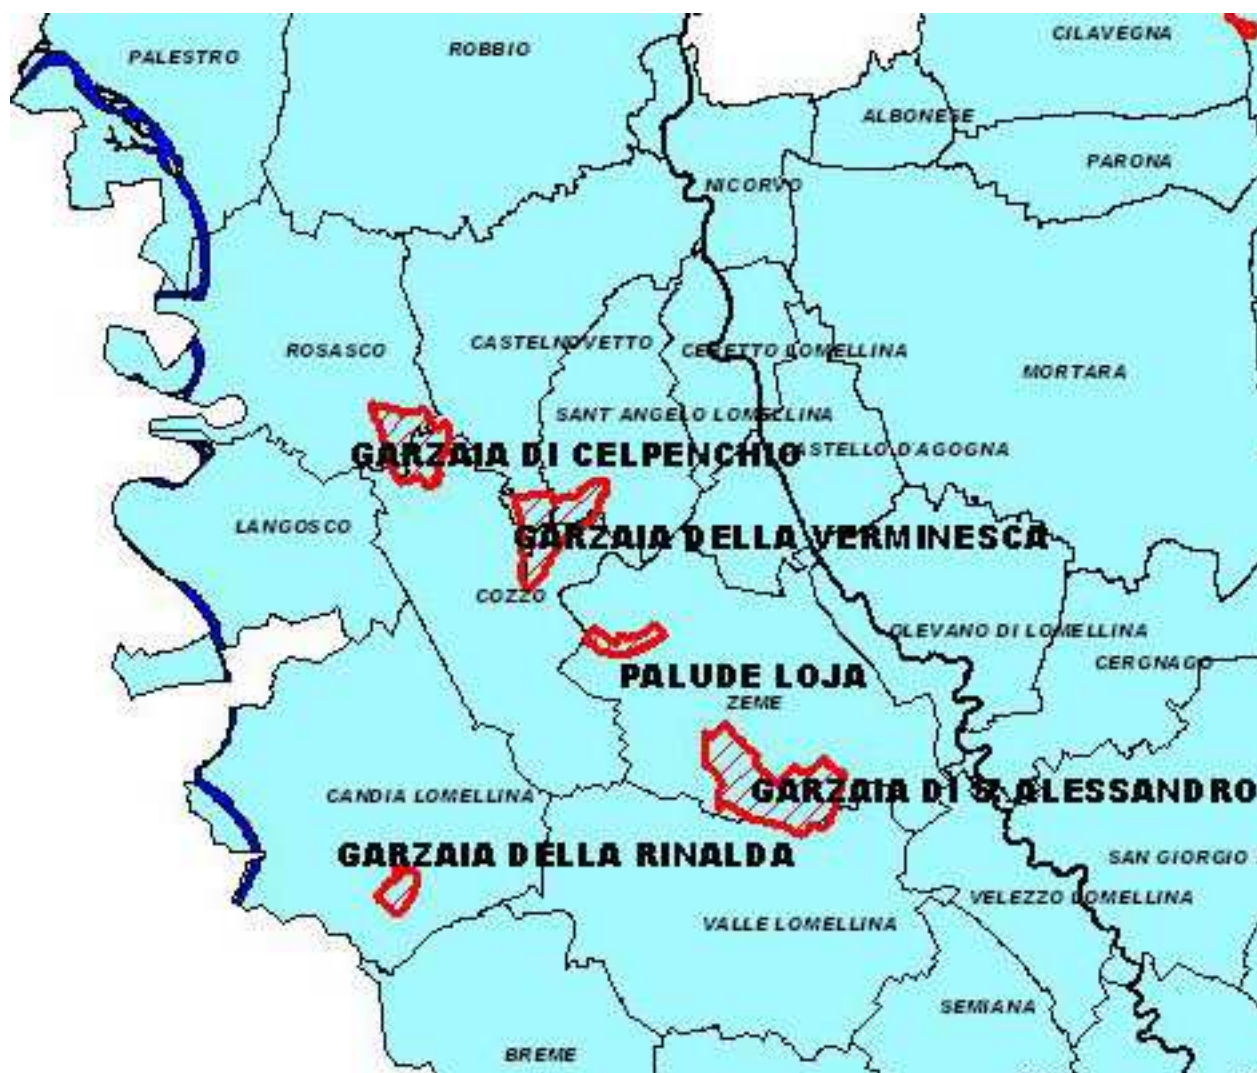 CILAVEGNA
ROBBIO
PALESTRO
ALBONESE
PARONA
NICORVO
CASTELNOVETTO
ROSASCO
CERETTO LOMELLINA
MORTARA
SANT ANGELO LOMELLINA
GARZAIA DI CELPENCHIO
CASTELLO D'AGOGNA
LANGOSCO
GARZAIA DELLA VERMINESCA
COZZO
OLEVANO DI LOMELLINA
CERGNAGO
PALUDE LOJA
ZEME
GARZAIA DI S. ALESSANDRO
CANDIA LOMELLINA
GARZAIA DELLA RINALDA
SAN GIORGIO
VELEZZO LOMELLINA
VALLE LOMELLINA
SEMIANA
BREME